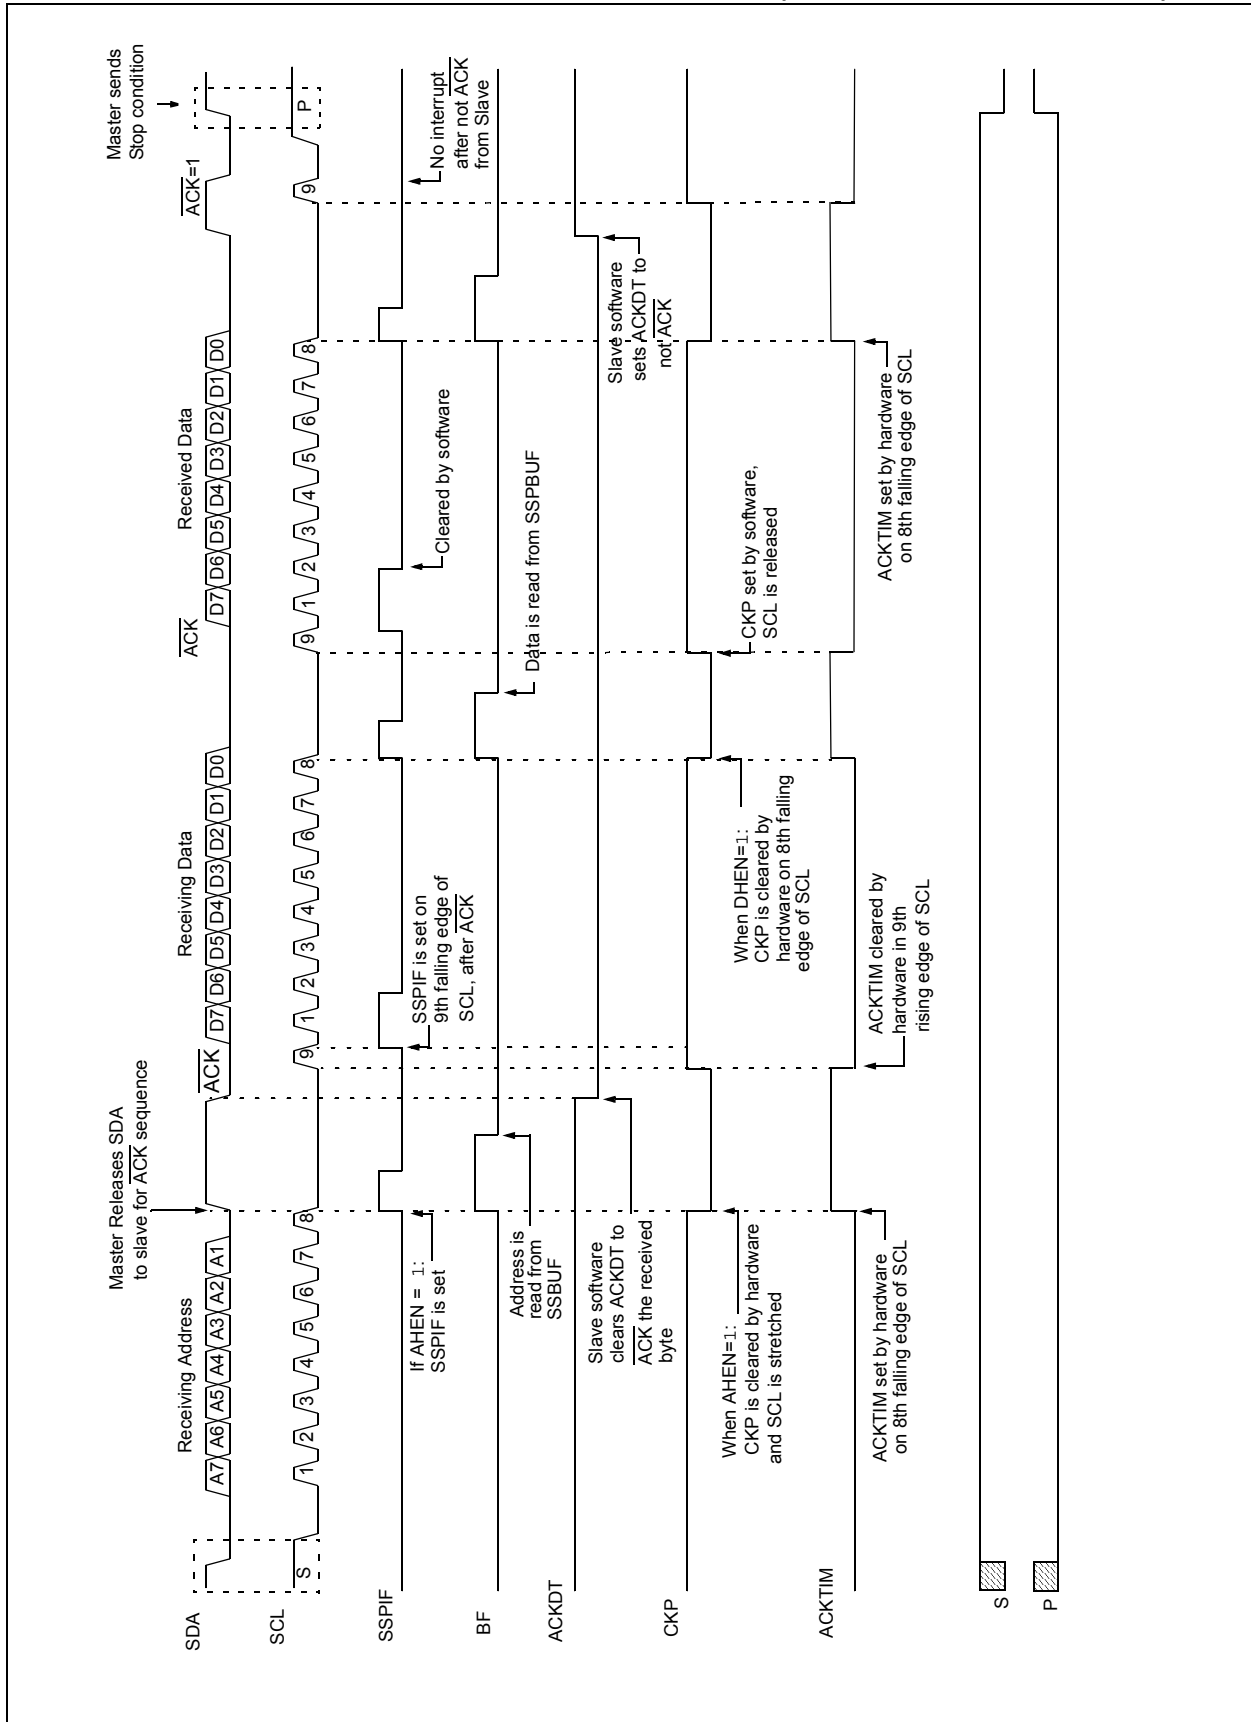 Master sends
Stop condition
Master Releases SDA
to slave for ACK sequence
Receiving Address
ACK
Receiving Data
ACK
Received Data
ACK=1
SDA
A7 A6 A5 A4 A3 A2 A1
D7 D6 D5 D4 D3 D2 D1 D0
D7 D6 D5 D4 D3 D2 D1 D0
SCL
S
1 2 3 4 5 6 7 8 9
1 2 3 4 5 6 7 8 9
1 2 3 4 5 6 7 8 9
P
SSPIF
If AHEN = 1:
SSPIF is set
SSPIF is set on
9th falling edge of
SCL, after ACK
Cleared by software
No interrupt
after not ACK
from Slave
BF
Address is
read from
SSBUF
Data is read from SSPBUF
ACKDT
Slave software
clears ACKDT to
ACK the received
byte
Slave software
sets ACKDT to
not ACK
CKP
When AHEN=1:
CKP is cleared by hardware
and SCL is stretched
When DHEN=1:
CKP is cleared by
hardware on 8th falling
edge of SCL
CKP set by software,
SCL is released
ACKTIM
ACKTIM set by hardware
on 8th falling edge of SCL
ACKTIM cleared by
hardware in 9th
rising edge of SCL
ACKTIM set by hardware
on 8th falling edge of SCL
S
P